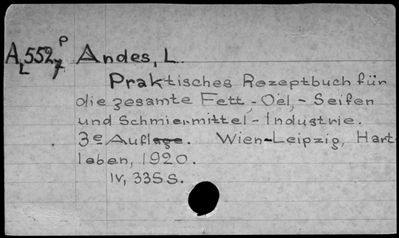 A,552, P Andes, L.
L 7
Praktisches Rezeptbuch für
die gesamte Fett,-Oel,-Seifen
und Schmiermittel-Industrie.
3e Auflage. Wien-Leipzig, Hart-
leben, 1920.
IV, 335 S.